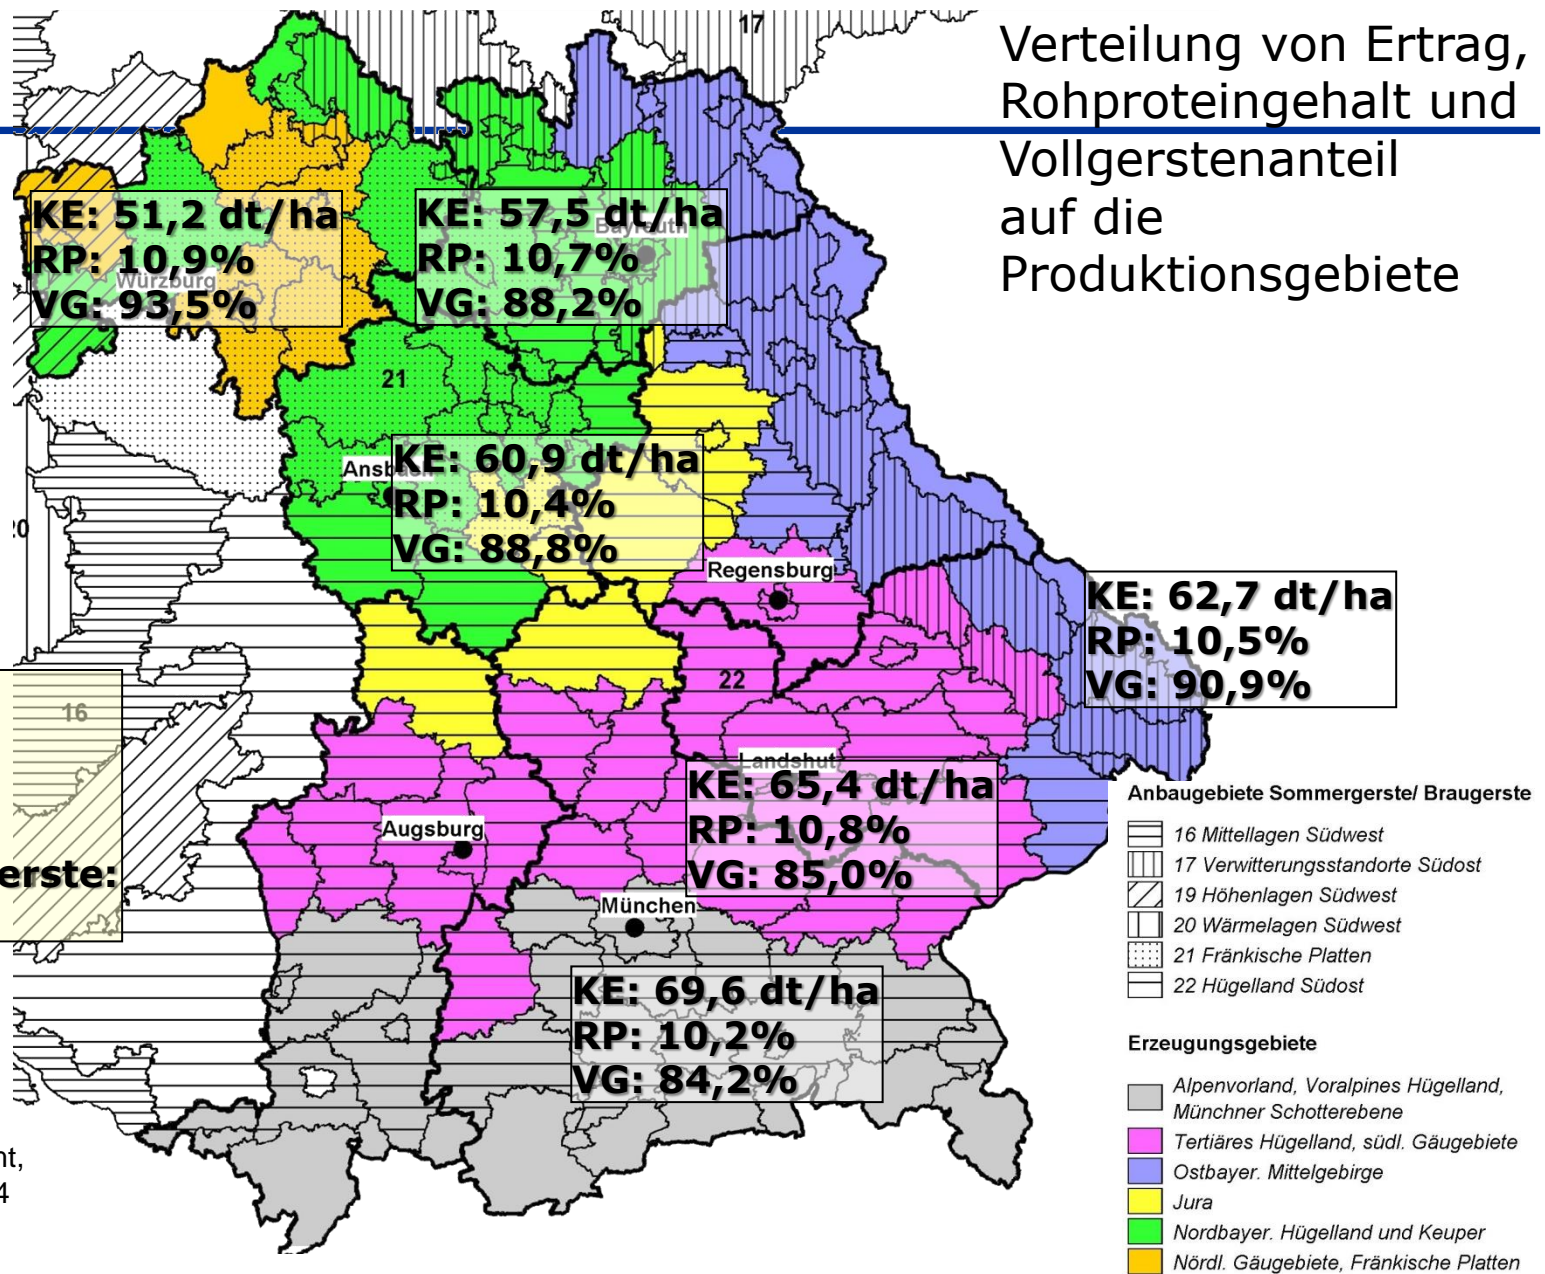 17
Verteilung von Ertrag,
Rohproteingehalt und
Vollgerstenanteil
auf die
Produktionsgebiete
KE: 51,2 dt/ha
RP: 10,9%
VG: 93,5%
Würzburg
KE: 57,5 dt/ha
RP: 10,7%
VG: 88,2%
Bayreuth
21
Ansbach
KE: 60,9 dt/ha
RP: 10,4%
VG: 88,8%
20
Regensburg
KE: 62,7 dt/ha
RP: 10,5%
VG: 90,9%
22
16
Landshut
KE: 65,4 dt/ha
RP: 10,8%
VG: 85,0%
Augsburg
erste:
München
KE: 69,6 dt/ha
RP: 10,2%
VG: 84,2%
nt,
4
Anbaugebiete Sommergerste/ Braugerste
16 Mittellagen Südwest
17 Verwitterungsstandorte Südost
19 Höhenlagen Südwest
20 Wärmelagen Südwest
21 Fränkische Platten
22 Hügelland Südost
Erzeugungsgebiete
Alpenvorland, Voralpines Hügelland,
Münchner Schotterebene
Tertiäres Hügelland, südl. Gäugebiete
Ostbayer. Mittelgebirge
Jura
Nordbayer. Hügelland und Keuper
Nördl. Gäugebiete, Fränkische Platten